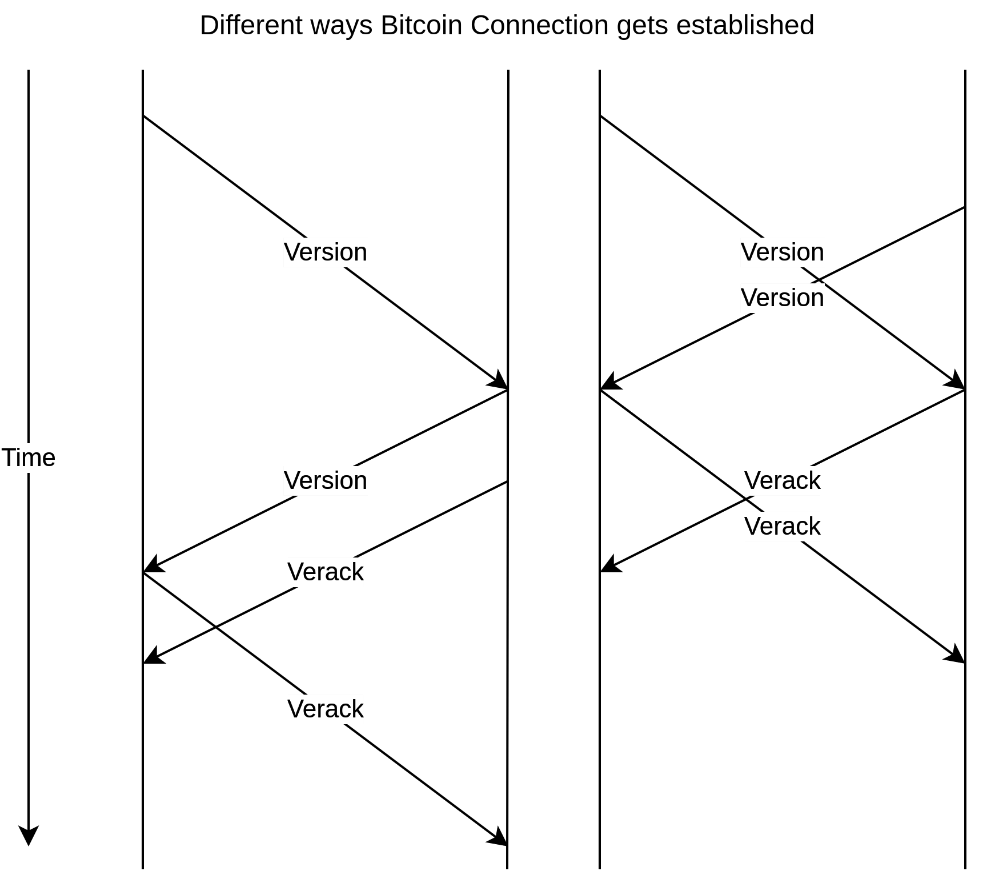 Different ways Bitcoin Connection gets established
Time
Version
Version
Verack
Verack
Version
Version
Verack
Verack